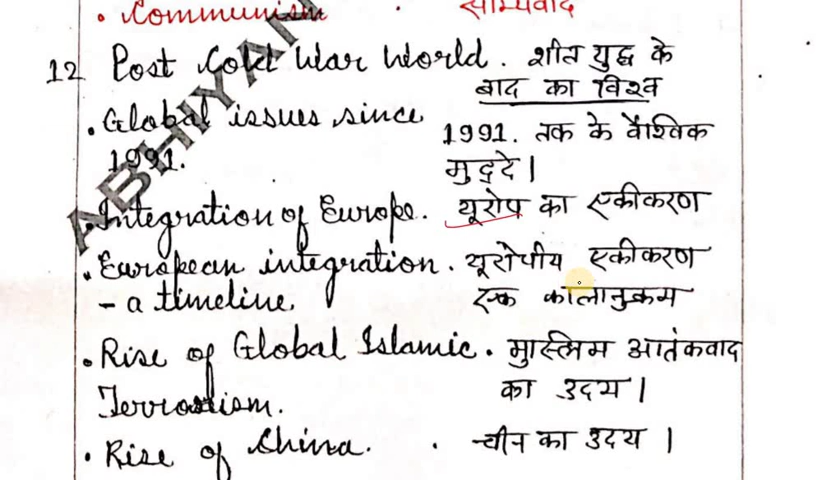 • Communism • साम्यवाद
12 Post Cold War World. शीत युद्ध के
बाद का विश्व
• Global issues since 1991. तक के वैश्विक
1991. मुद्दे।
• Integration of Europe. यूरोप का एकीकरण
• European integration. यूरोपीय एकीकरण
- a timeline एक कालानुक्रम
• Rise of Global Islamic • मुस्लिम आतंकवाद
Terrorism. का उदय।
• Rise of China. • चीन का उदय।
ABHIYAN